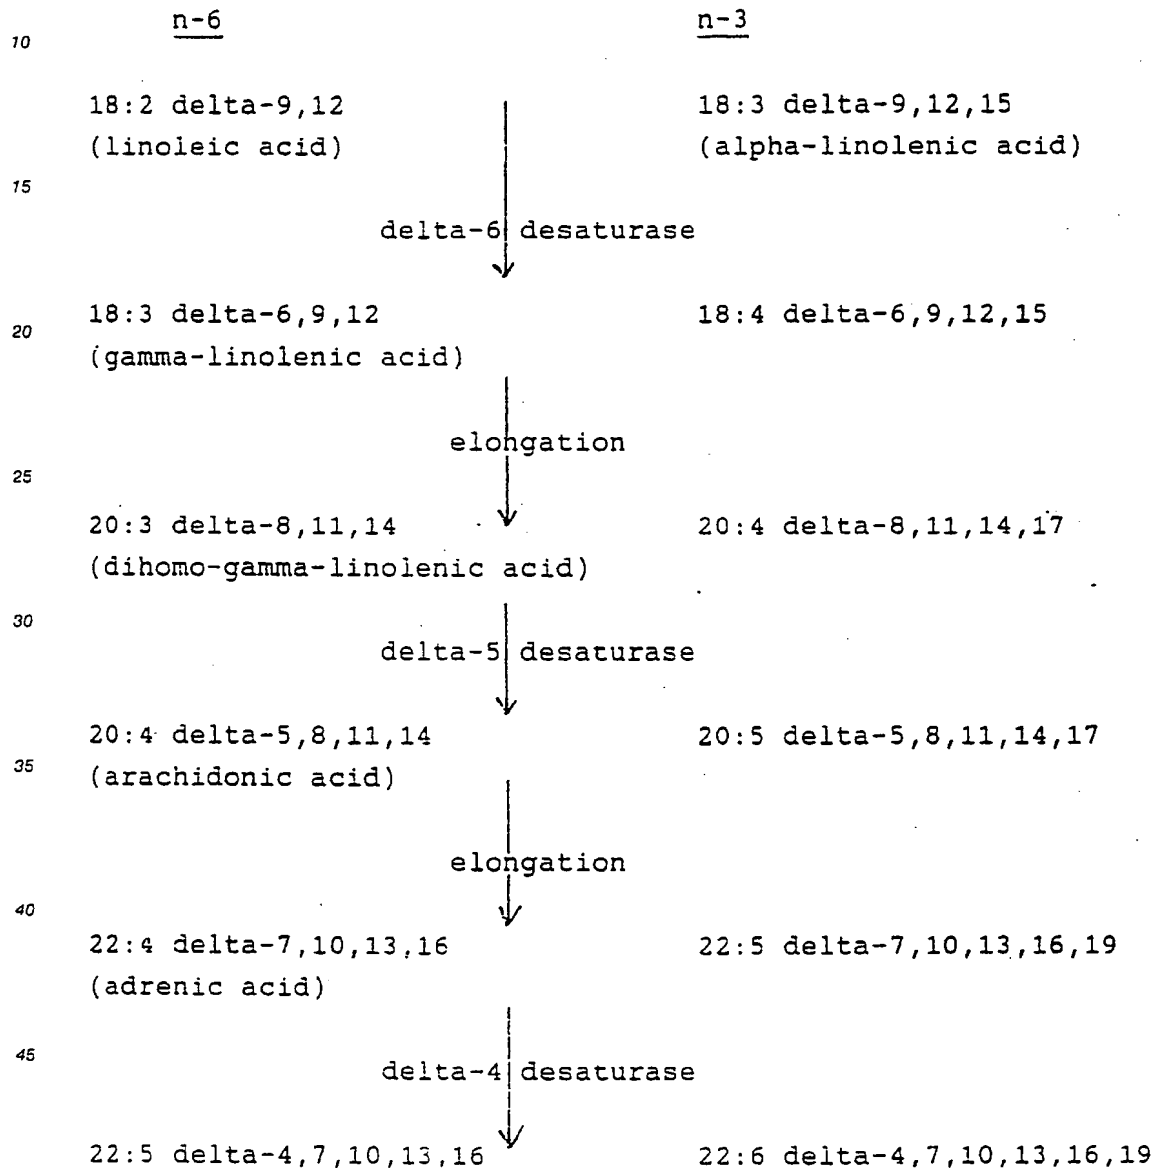 n-6 n-3
10
18:2 delta-9,12 18:3 delta-9,12,15
(linoleic acid) (alpha-linolenic acid)
15
delta-6 desaturase
18:3 delta-6,9,12 18:4 delta-6,9,12,15
20
(gamma-linolenic acid)
elongation
25
20:3 delta-8,11,14 20:4 delta-8,11,14,17
(dihomo-gamma-linolenic acid)
30
delta-5 desaturase
20:4 delta-5,8,11,14 20:5 delta-5,8,11,14,17
35
(arachidonic acid)
elongation
40
22:4 delta-7,10,13,16 22:5 delta-7,10,13,16,19
(adrenic acid)
45
delta-4 desaturase
22:5 delta-4,7,10,13,16 22:6 delta-4,7,10,13,16,19